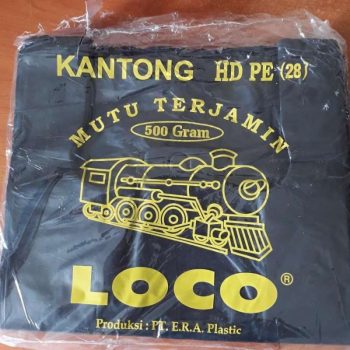 KANTONG HD PE (28)
MUTU TERJAMIN
500 Gram
LOCO ®
Produksi : PT. E.R.A. Plastic